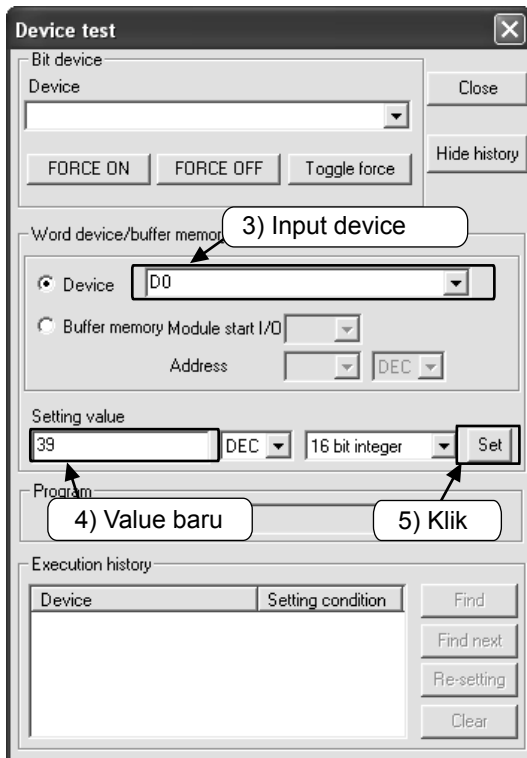 Device test
Bit device
Device
Close
FORCE ON FORCE OFF Toggle force
Hide history
Word device/buffer memor
3) Input device
Device D0
Buffer memory Module start I/O
Address DEC
Setting value
39 DEC 16 bit integer Set
Program
4) Value baru 5) Klik
Execution history
Device Setting condition Find
Find next
Re-setting
Clear